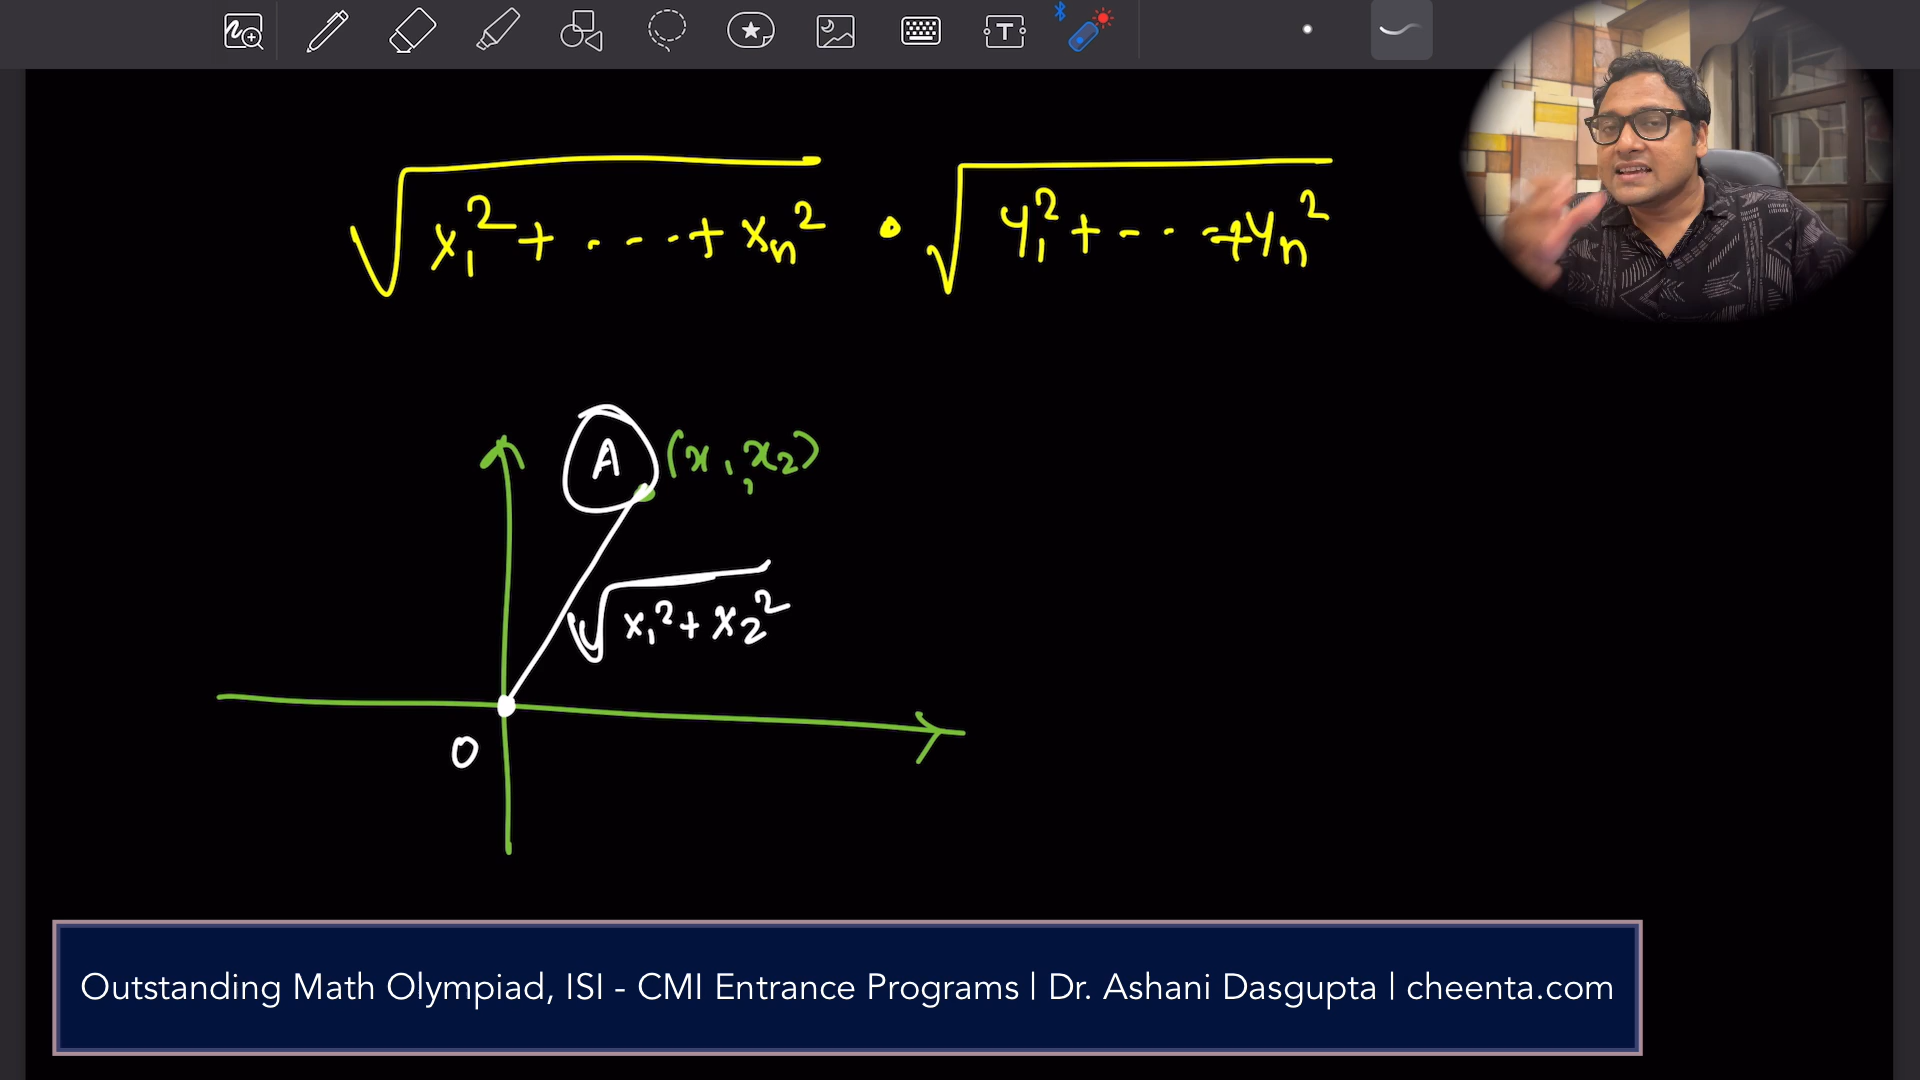 T
√(x₁² + - - - + xₙ²) • √(y₁² + - - - + yₙ²)
A (x₁, x₂)
√(x₁² + x₂²)
O
Outstanding Math Olympiad, ISI - CMI Entrance Programs | Dr. Ashani Dasgupta | cheenta.com